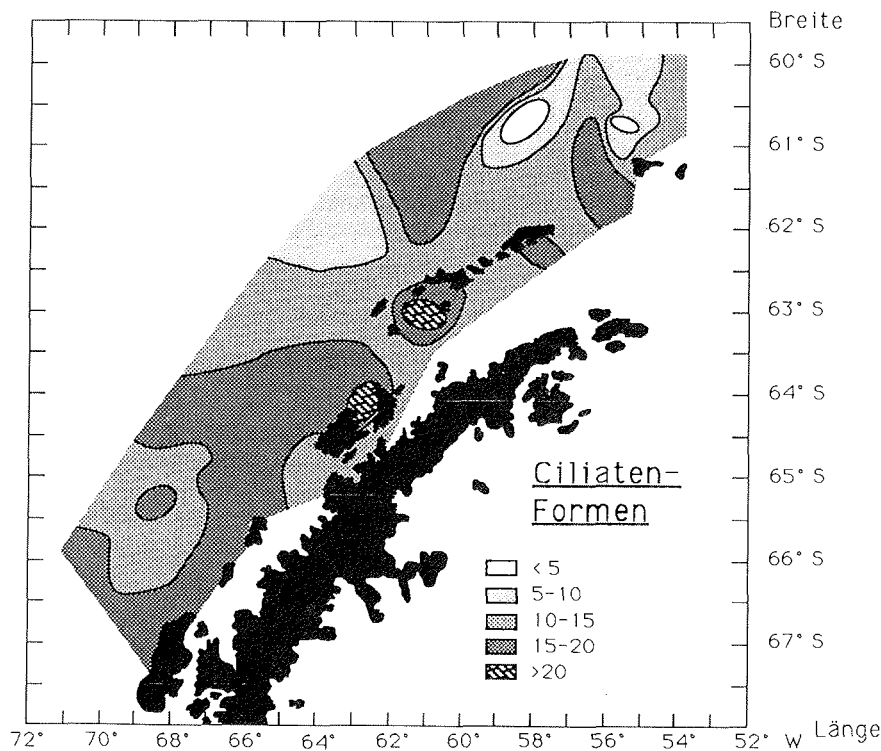 Breite
60° S
61° S
62° S
63° S
64° S
65° S
66° S
67° S
Ciliaten-
Formen
<5
5-10
10-15
15-20
>20
72° 70° 68° 66° 64° 62° 60° 58° 56° 54° 52° W Länge